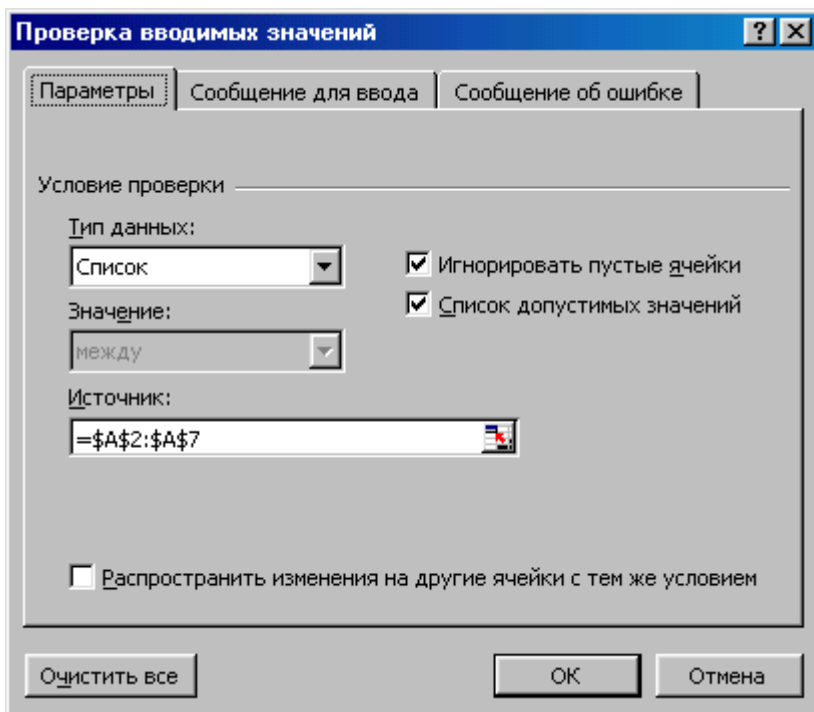 Проверка вводимых значений
Параметры Сообщение для ввода Сообщение об ошибке
Условие проверки
Тип данных:
Список
Игнорировать пустые ячейки
Значение:
Список допустимых значений
между
Источник:
=$A$2:$A$7
Распространить изменения на другие ячейки с тем же условием
Очистить все ОК Отмена